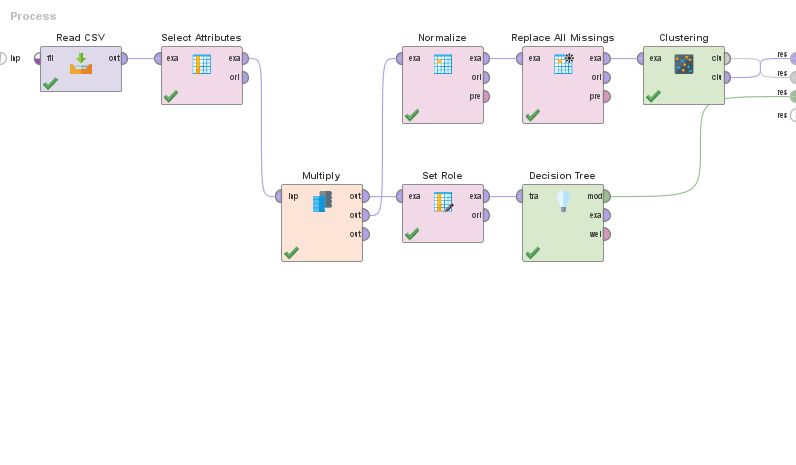 Process
Read CSV
Select Attributes
Normalize
Replace All Missings
Clustering
inp
fil
out
exa
exa
ori
exa
exa
ori
pre
exa
exa
ori
pre
exa
clu
clu
res
res
res
res
Multiply
Set Role
Decision Tree
inp
out
out
out
exa
exa
ori
tra
mod
exa
wei